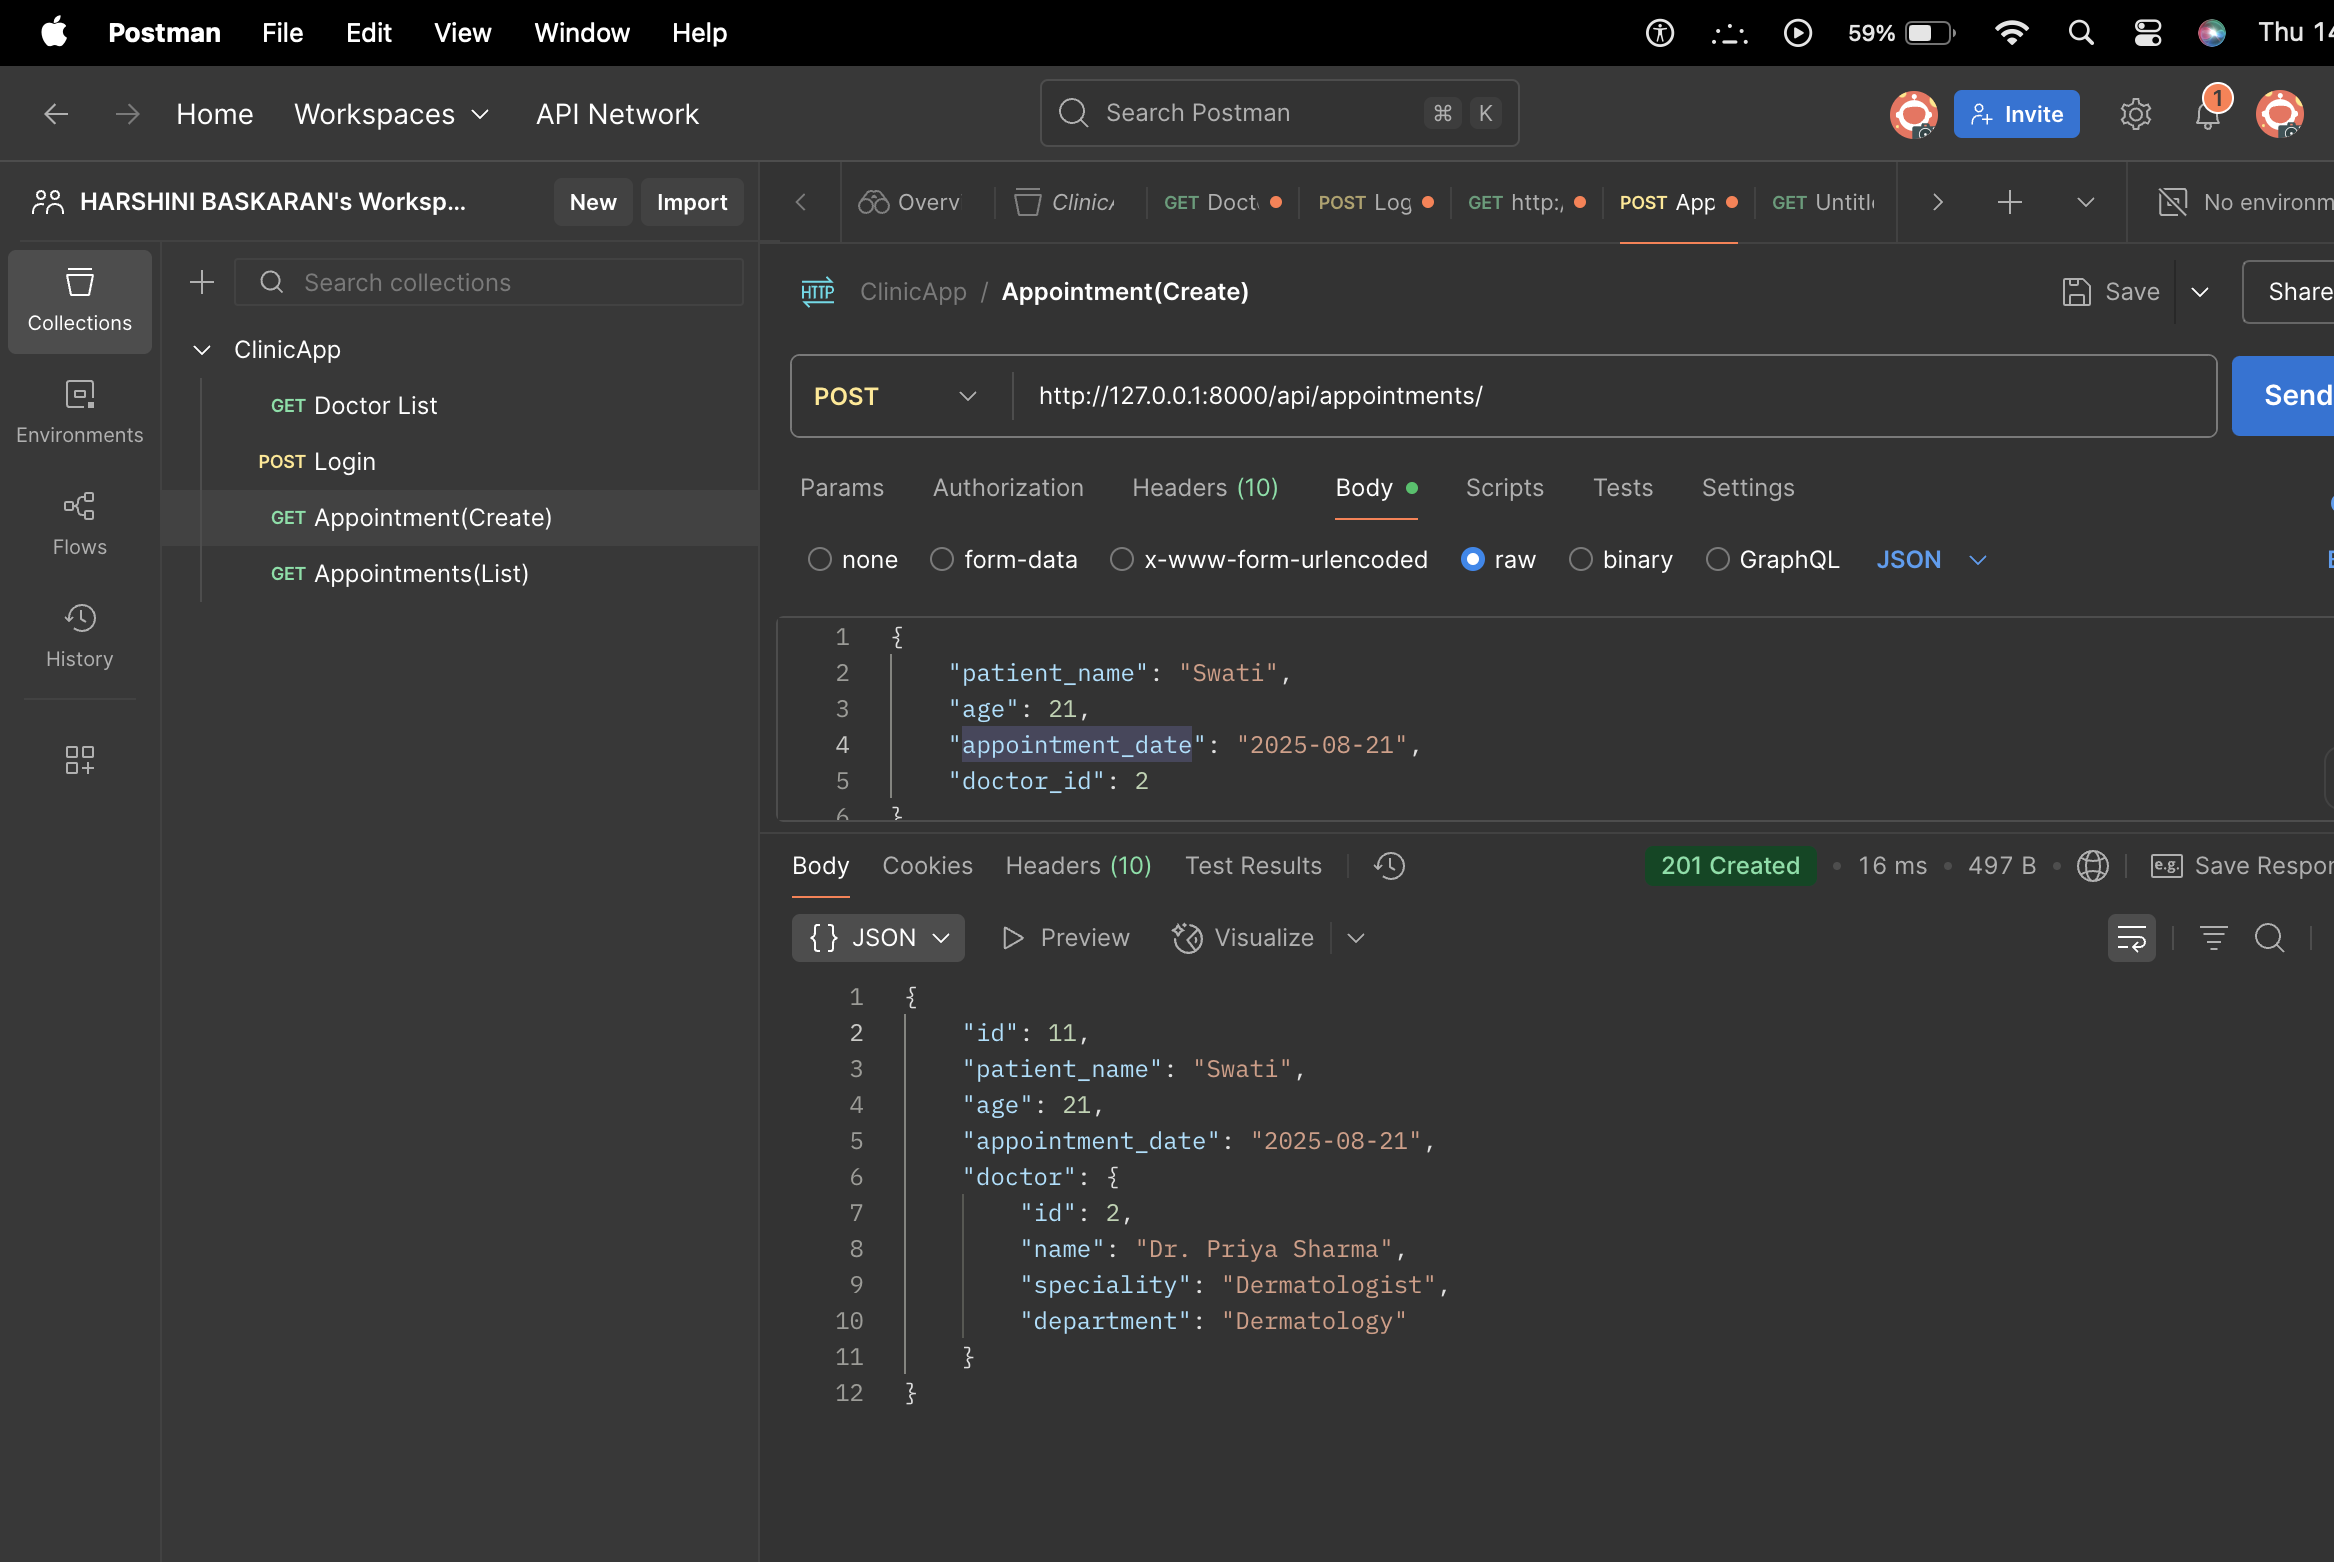 Postman File Edit View Window Help 59% Thu 14
Home Workspaces API Network Search Postman ⌘ K Invite 1
HARSHINI BASKARAN's Worksp... New Import Overv Clinic GET Doct POST Log GET http:/ POST App GET Untitl No environm
Collections
Environments
Flows
History
Search collections
ClinicApp
GET Doctor List
POST Login
GET Appointment(Create)
GET Appointments(List)
HTTP ClinicApp / Appointment(Create) Save Share
POST http://127.0.0.1:8000/api/appointments/ Send
Params Authorization Headers (10) Body Scripts Tests Settings
none form-data x-www-form-urlencoded raw binary GraphQL JSON
1 {
2 "patient_name": "Swati",
3 "age": 21,
4 "appointment_date": "2025-08-21",
5 "doctor_id": 2
6 }
Body Cookies Headers (10) Test Results 201 Created • 16 ms • 497 B • e.g. Save Respon
{} JSON Preview Visualize
1 {
2 "id": 11,
3 "patient_name": "Swati",
4 "age": 21,
5 "appointment_date": "2025-08-21",
6 "doctor": {
7 "id": 2,
8 "name": "Dr. Priya Sharma",
9 "speciality": "Dermatologist",
10 "department": "Dermatology"
11 }
12 }